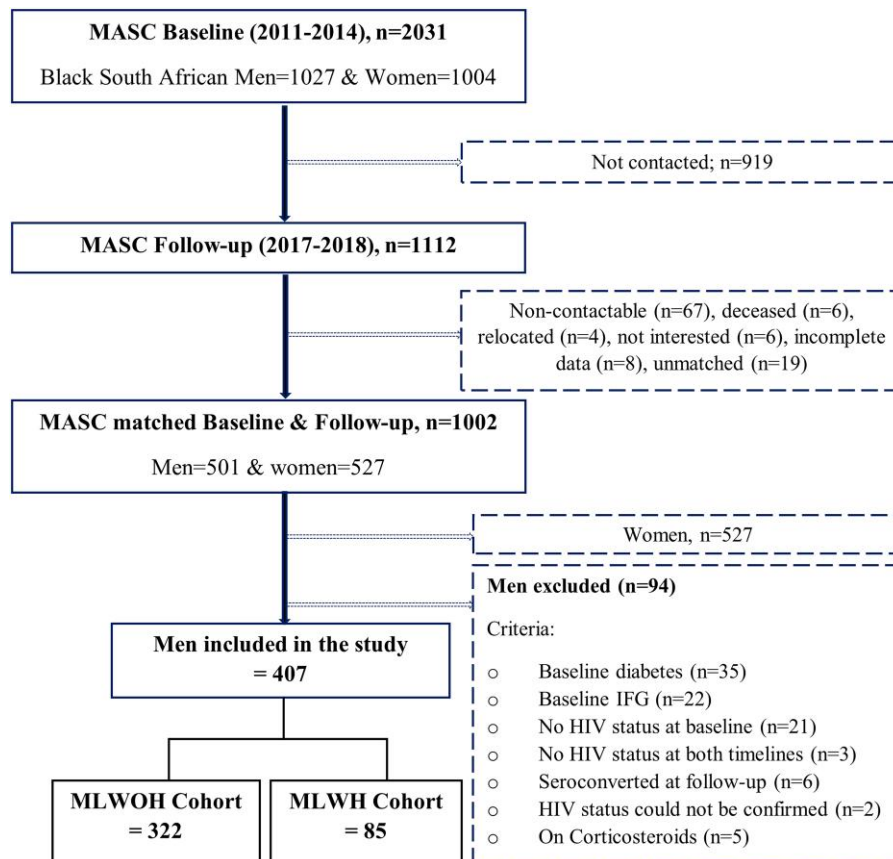 MASC Baseline (2011-2014), n=2031
Black South African Men=1027 & Women=1004
Not contacted; n=919
MASC Follow-up (2017-2018), n=1112
Non-contactable (n=67), deceased (n=6),
relocated (n=4), not interested (n=6), incomplete
data (n=8), unmatched (n=19)
MASC matched Baseline & Follow-up, n=1002
Men=501 & women=527
Women, n=527
Men excluded (n=94)
Criteria:
o Baseline diabetes (n=35)
o Baseline IFG (n=22)
o No HIV status at baseline (n=21)
o No HIV status at both timelines (n=3)
o Seroconverted at follow-up (n=6)
o HIV status could not be confirmed (n=2)
o On Corticosteroids (n=5)
Men included in the study
= 407
MLWOH Cohort
= 322
MLWH Cohort
= 85